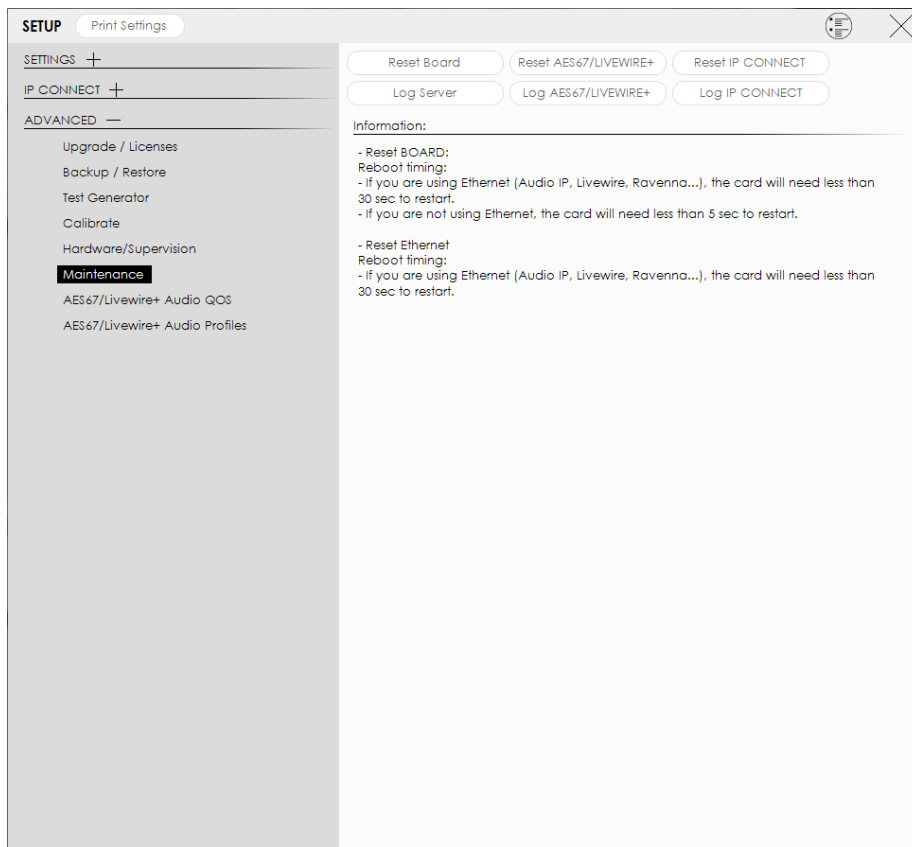 SETUP
Print Settings
SETTINGS
IP CONNECT
ADVANCED
Upgrade / Licenses
Backup / Restore
Test Generator
Calibrate
Hardware/Supervision
Maintenance
AES67/Livewire+ Audio QOS
AES67/Livewire+ Audio Profiles
Reset Board
Reset AES67/LIVEWIRE+
Reset IP CONNECT
Log Server
Log AES67/LIVEWIRE+
Log IP CONNECT
Information:
- Reset BOARD:
Reboot timing:
- If you are using Ethernet (Audio IP, Livewire, Ravenna...), the card will need less than
30 sec to restart.
- If you are not using Ethernet, the card will need less than 5 sec to restart.
- Reset Ethernet
Reboot timing:
- If you are using Ethernet (Audio IP, Livewire, Ravenna...), the card will need less than
30 sec to restart.